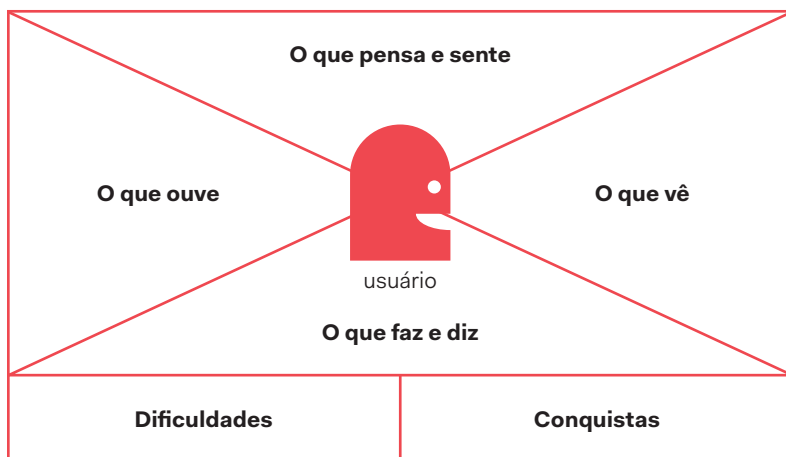 O que pensa e sente
O que ouve
O que vê
usuário
O que faz e diz
Dificuldades
Conquistas